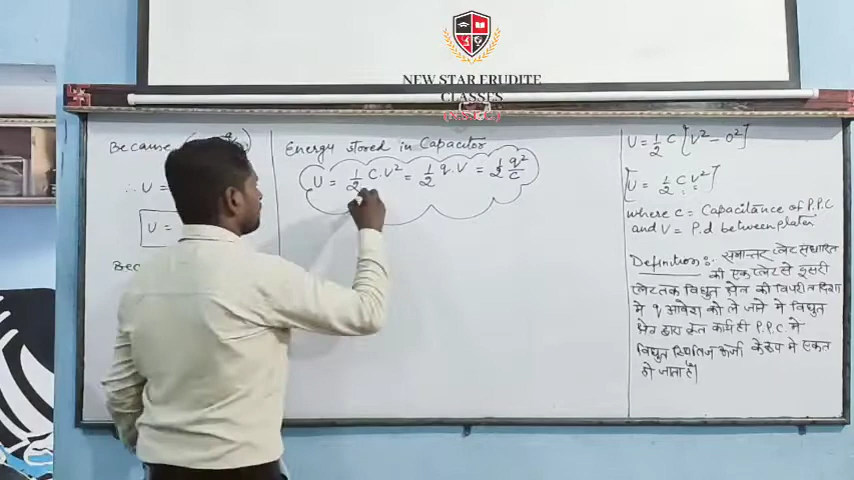 NEW STAR ERUDITE
CLASSES
Because
∴ U =
U =
Bec
Energy stored in Capacitor
U = 1/2 C.V² = 1/2 q.V = 1/2 q²/C
U = 1/2 C [V² - 0²]
[U = 1/2 CV²]
where c = Capacitance of P.P.C
and V = P.d between plates
Definition:- समान्तर प्लेट संधारित
की एक प्लेट से दूसरी
प्लेट तक विधुत क्षेत्र की विपरीत दिशा
मे q आवेश को ले जाने मे विधुत
क्षेत्र द्वारा कार्य ही P.P.C मे
विधुत स्थितिज ऊर्जा के रूप मे एकत्र
हो जाता है।